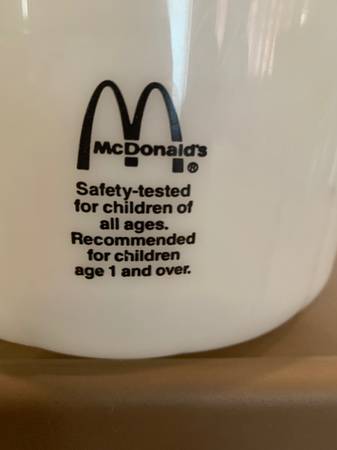 McDonald's
®
Safety-tested
for children of
all ages.
Recommended
for children
age 1 and over.